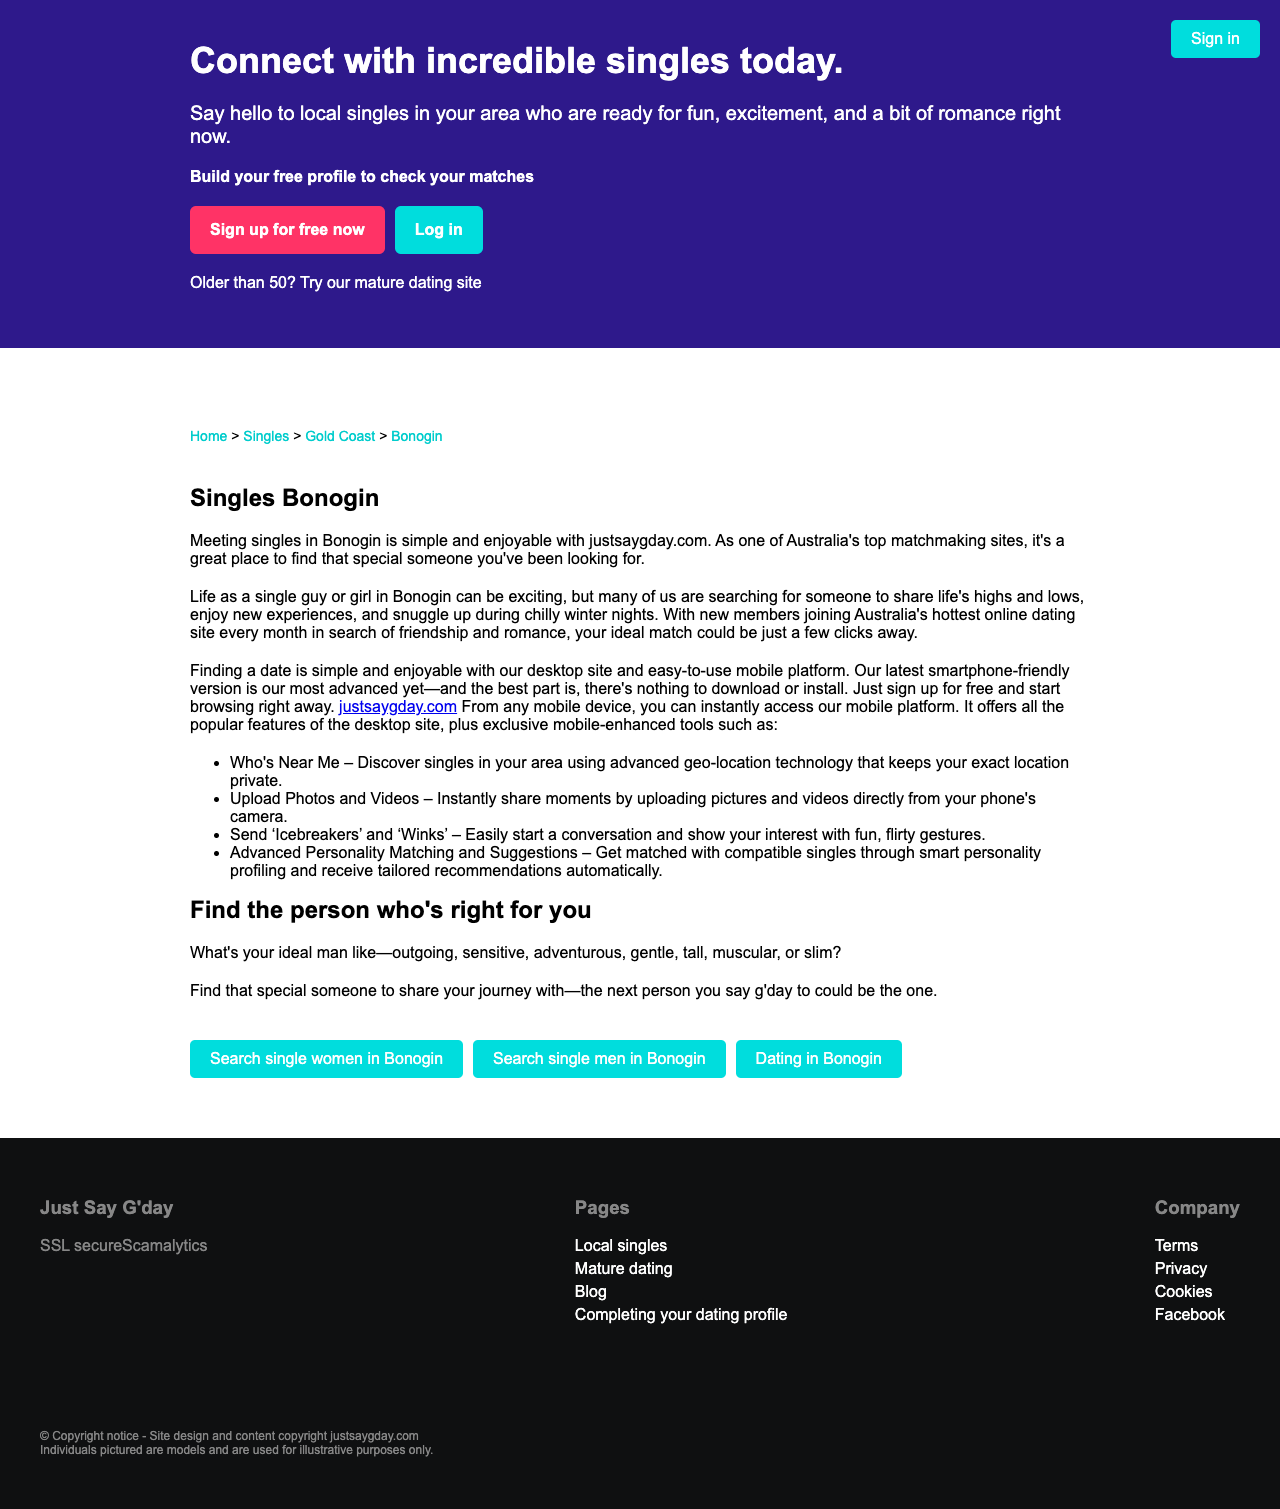 Sign in
Connect with incredible singles today.
Say hello to local singles in your area who are ready for fun, excitement, and a bit of romance right
now.
Build your free profile to check your matches
Sign up for free now
Log in
Older than 50? Try our mature dating site
Home > Singles > Gold Coast > Bonogin
Singles Bonogin
Meeting singles in Bonogin is simple and enjoyable with justsaygday.com. As one of Australia's top matchmaking sites, it's a
great place to find that special someone you've been looking for.
Life as a single guy or girl in Bonogin can be exciting, but many of us are searching for someone to share life's highs and lows,
enjoy new experiences, and snuggle up during chilly winter nights. With new members joining Australia's hottest online dating
site every month in search of friendship and romance, your ideal match could be just a few clicks away.
Finding a date is simple and enjoyable with our desktop site and easy-to-use mobile platform. Our latest smartphone-friendly
version is our most advanced yet—and the best part is, there's nothing to download or install. Just sign up for free and start
browsing right away. justsaygday.com From any mobile device, you can instantly access our mobile platform. It offers all the
popular features of the desktop site, plus exclusive mobile-enhanced tools such as:
• Who's Near Me – Discover singles in your area using advanced geo-location technology that keeps your exact location
private.
• Upload Photos and Videos – Instantly share moments by uploading pictures and videos directly from your phone's
camera.
• Send ‘Icebreakers’ and ‘Winks’ – Easily start a conversation and show your interest with fun, flirty gestures.
• Advanced Personality Matching and Suggestions – Get matched with compatible singles through smart personality
profiling and receive tailored recommendations automatically.
Find the person who's right for you
What's your ideal man like—outgoing, sensitive, adventurous, gentle, tall, muscular, or slim?
Find that special someone to share your journey with—the next person you say g'day to could be the one.
Search single women in Bonogin
Search single men in Bonogin
Dating in Bonogin
Just Say G'day
SSL secureScamalytics
Pages
Local singles
Mature dating
Blog
Completing your dating profile
Company
Terms
Privacy
Cookies
Facebook
© Copyright notice - Site design and content copyright justsaygday.com
Individuals pictured are models and are used for illustrative purposes only.